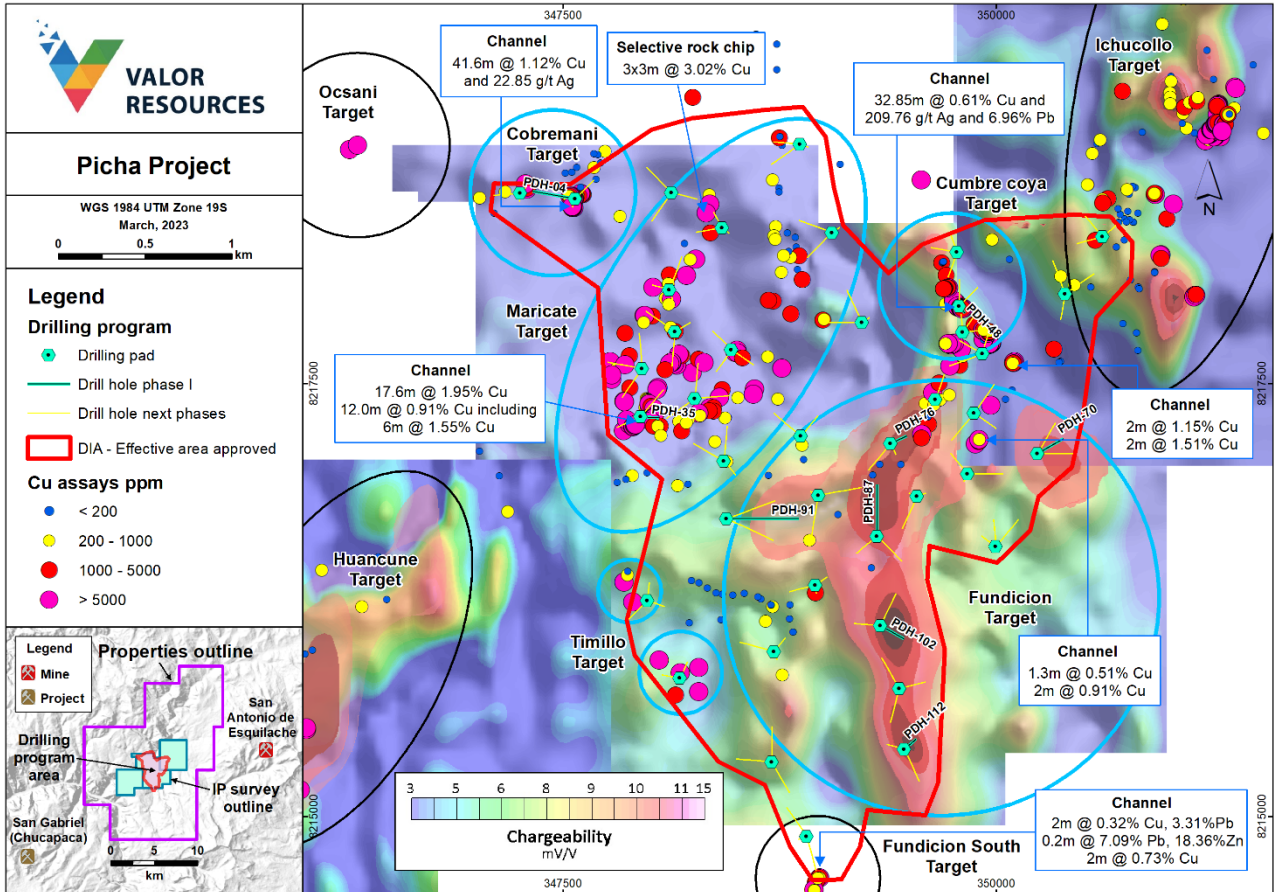 VALOR
RESOURCES
Picha Project
WGS 1984 UTM Zone 19S
March, 2023
0 0.5 1
km
Legend
Drilling program
Drilling pad
Drill hole phase I
Drill hole next phases
DIA - Effective area approved
Cu assays ppm
< 200
200 - 1000
1000 - 5000
> 5000
Legend
Mine
Project
Properties outline
San
Antonio de
Esquilache
Drilling
program
area
IP survey
outline
San Gabriel
(Chucapaca)
0 5 10
km
347500
350000
8217500
8217500
8215000
8215000
347500
350000
Ocsani
Target
Channel
41.6m @ 1.12% Cu
and 22.85 g/t Ag
Selective rock chip
3x3m @ 3.02% Cu
Channel
32.85m @ 0.61% Cu and
209.76 g/t Ag and 6.96% Pb
Ichucollo
Target
N
Cobremani
Target
PDH-04
Cumbre coya
Target
Maricate
Target
PDH-48
17.6m @ 1.95% Cu
12.0m @ 0.91% Cu including
6m @ 1.55% Cu
PDH-35
PDH-76
PDH-70
Channel
2m @ 1.15% Cu
2m @ 1.51% Cu
PDH-87
PDH-91
Huancune
Target
Fundicion
Target
Timillo
Target
PDH-102
1.3m @ 0.51% Cu
2m @ 0.91% Cu
PDH-112
3 5 6 7 8 9 10 11 15
Chargeability
mV/V
Fundicion South
Target
Channel
2m @ 0.32% Cu, 3.31%Pb
0.2m @ 7.09% Pb, 18.36%Zn
2m @ 0.73% Cu